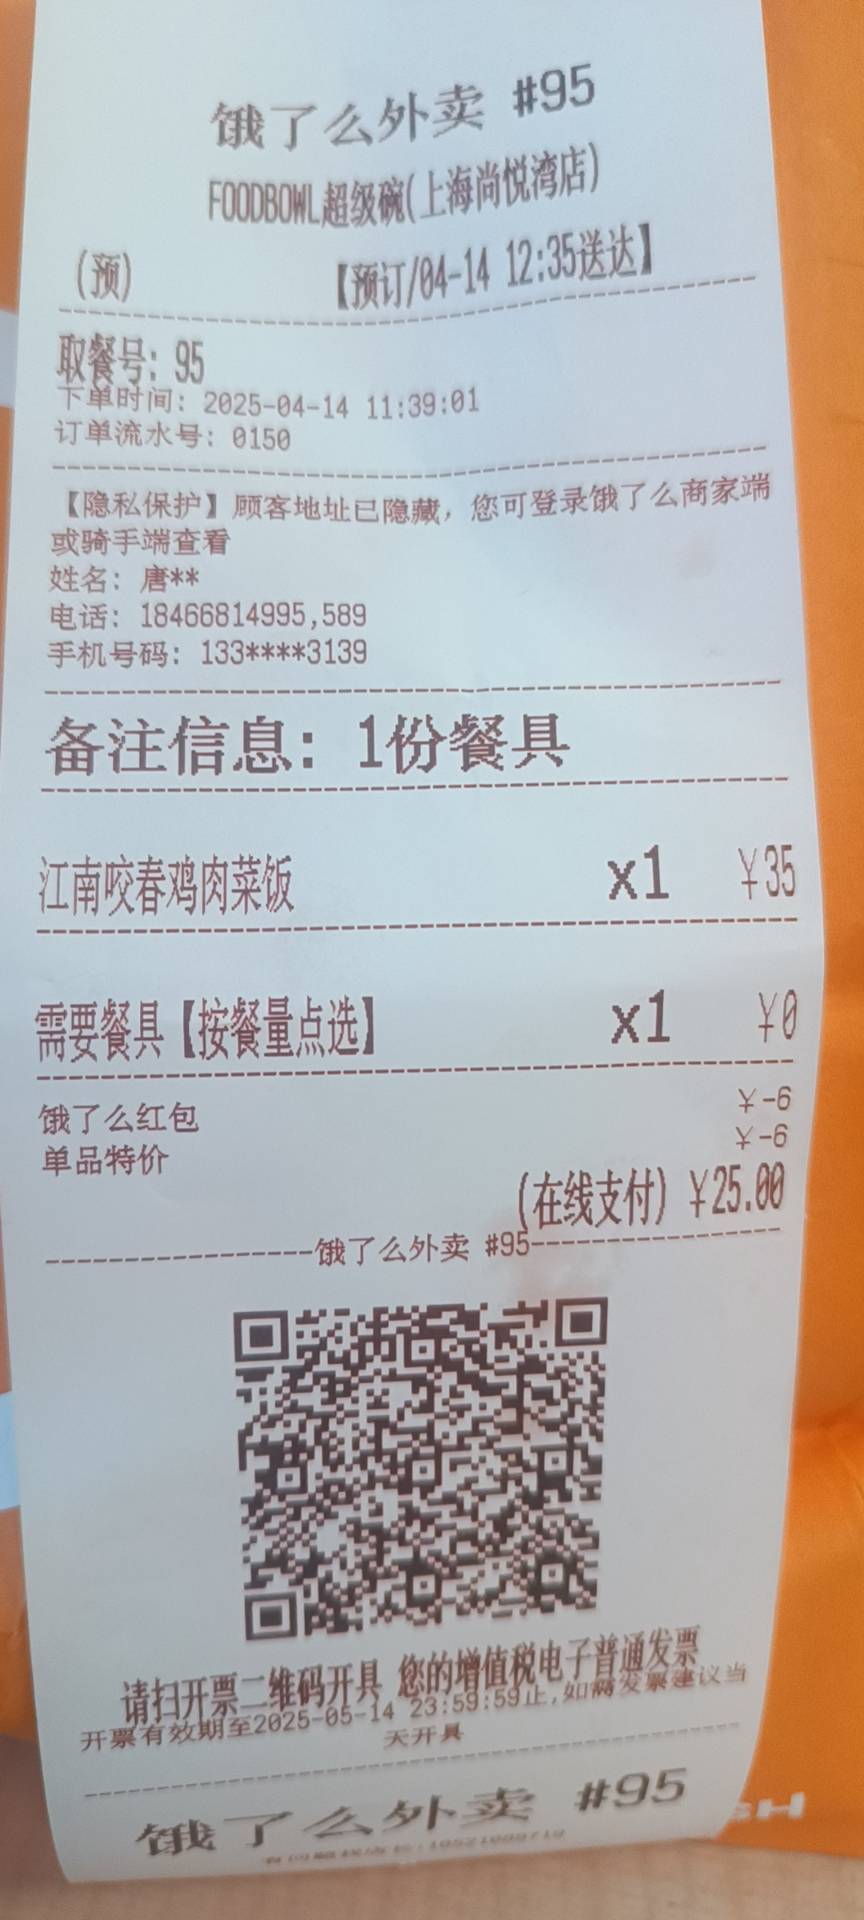 饿了么外卖 #95
FOODBOWL超级碗(上海尚悦湾店)
(预) 【预订/04-14 12:35送达】
取餐号: 95
下单时间: 2025-04-14 11:39:01
订单流水号: 0150
【隐私保护】顾客地址已隐藏, 您可登录饿了么商家端
或骑手端查看
姓名: 唐**
电话: 18466814995,589
手机号码: 133****3139
备注信息: 1份餐具
江南咬春鸡肉菜饭 x1 ¥35
需要餐具【按餐量点选】 x1 ¥0
饿了么红包 ¥-6
单品特价 ¥-6
(在线支付) ¥25.00
饿了么外卖 #95
请扫开票二维码开具 您的增值税电子普通发票
开票有效期至2025-05-14 23:59:59止,如需发票建议当
天开具
饿了么外卖 #95